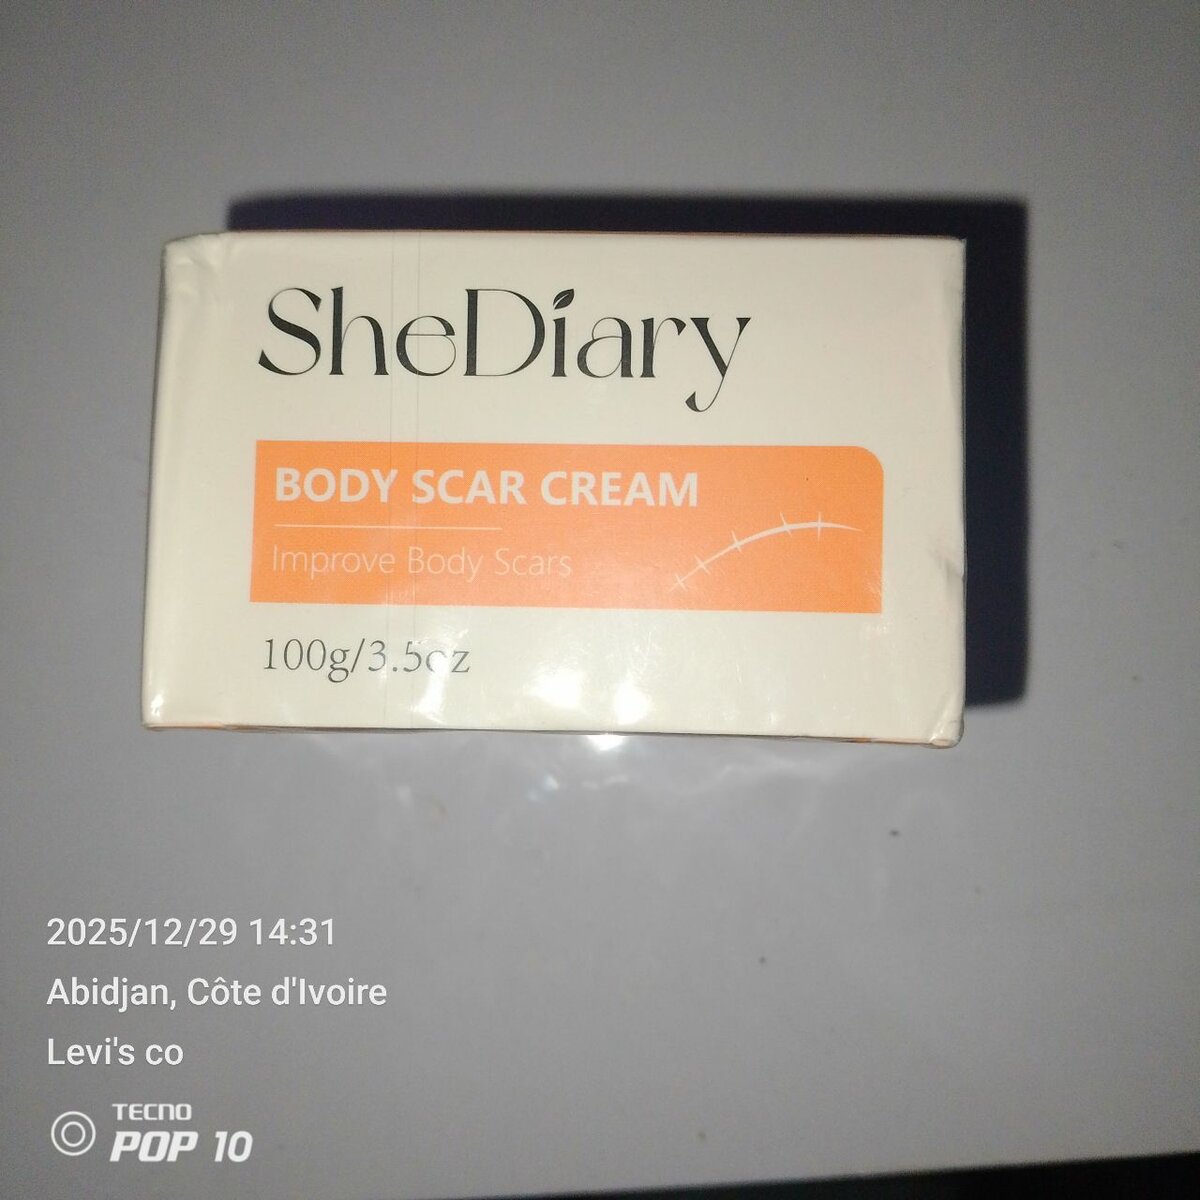 SheDiary
BODY SCAR CREAM
Improve Body Scars
100g/3.5oz
2025/12/29 14:31
Abidjan, Côte d'Ivoire
Levi's co
TECNO
POP 10